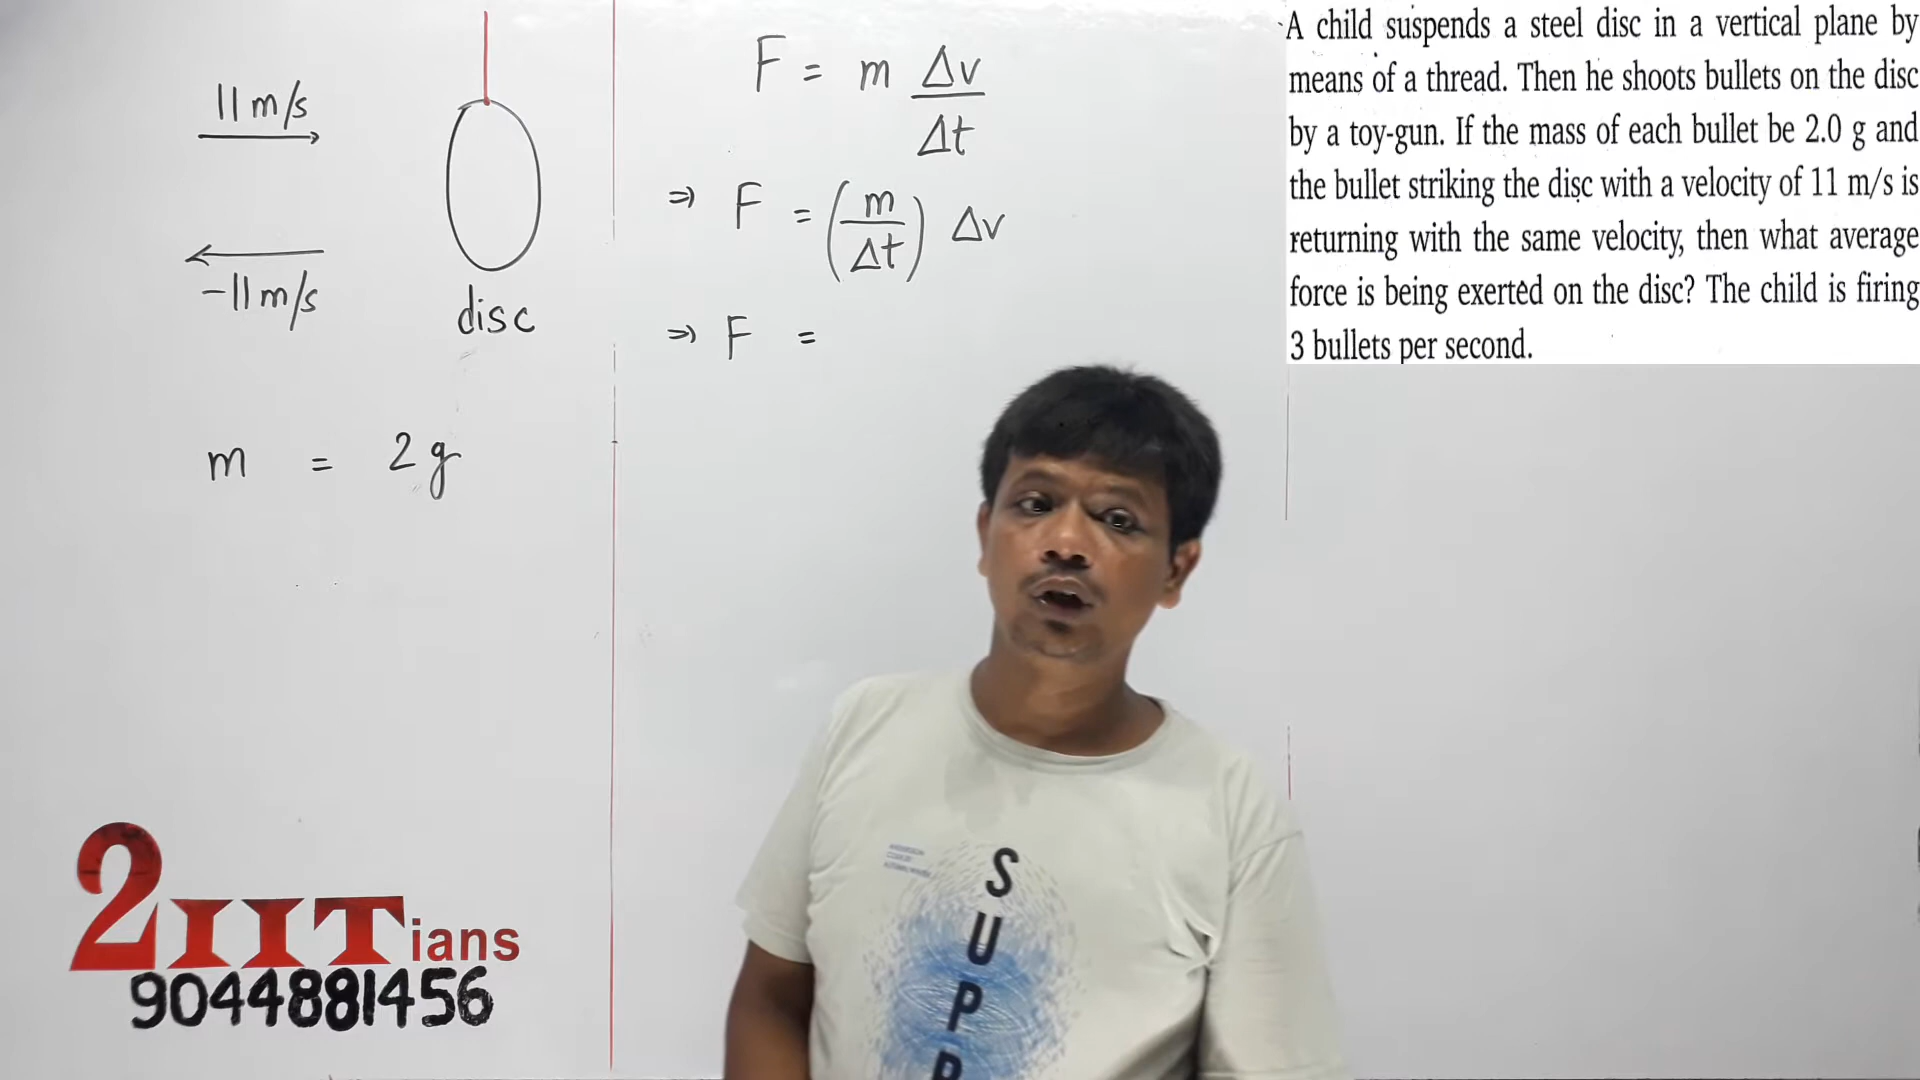 11 m/s
-11 m/s
disc
m = 2 g
F = m Δv/Δt
⇒ F = (m/Δt) Δv
⇒ F =
A child suspends a steel disc in a vertical plane by
means of a thread. Then he shoots bullets on the disc
by a toy-gun. If the mass of each bullet be 2.0 g and
the bullet striking the disc with a velocity of 11 m/s is
returning with the same velocity, then what average
force is being exerted on the disc? The child is firing
3 bullets per second.
2IITians
9044881456
S
U
P
P